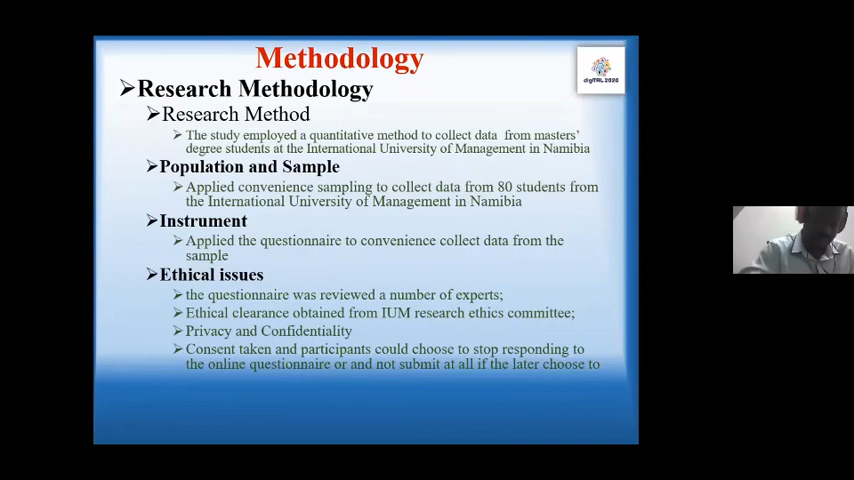 Methodology
digiTRL 2026
Research Methodology
Research Method
The study employed a quantitative method to collect data from masters'
degree students at the International University of Management in Namibia
Population and Sample
Applied convenience sampling to collect data from 80 students from
the International University of Management in Namibia
Instrument
Applied the questionnaire to convenience collect data from the
sample
Ethical issues
the questionnaire was reviewed a number of experts;
Ethical clearance obtained from IUM research ethics committee;
Privacy and Confidentiality
Consent taken and participants could choose to stop responding to
the online questionnaire or and not submit at all if the later choose to